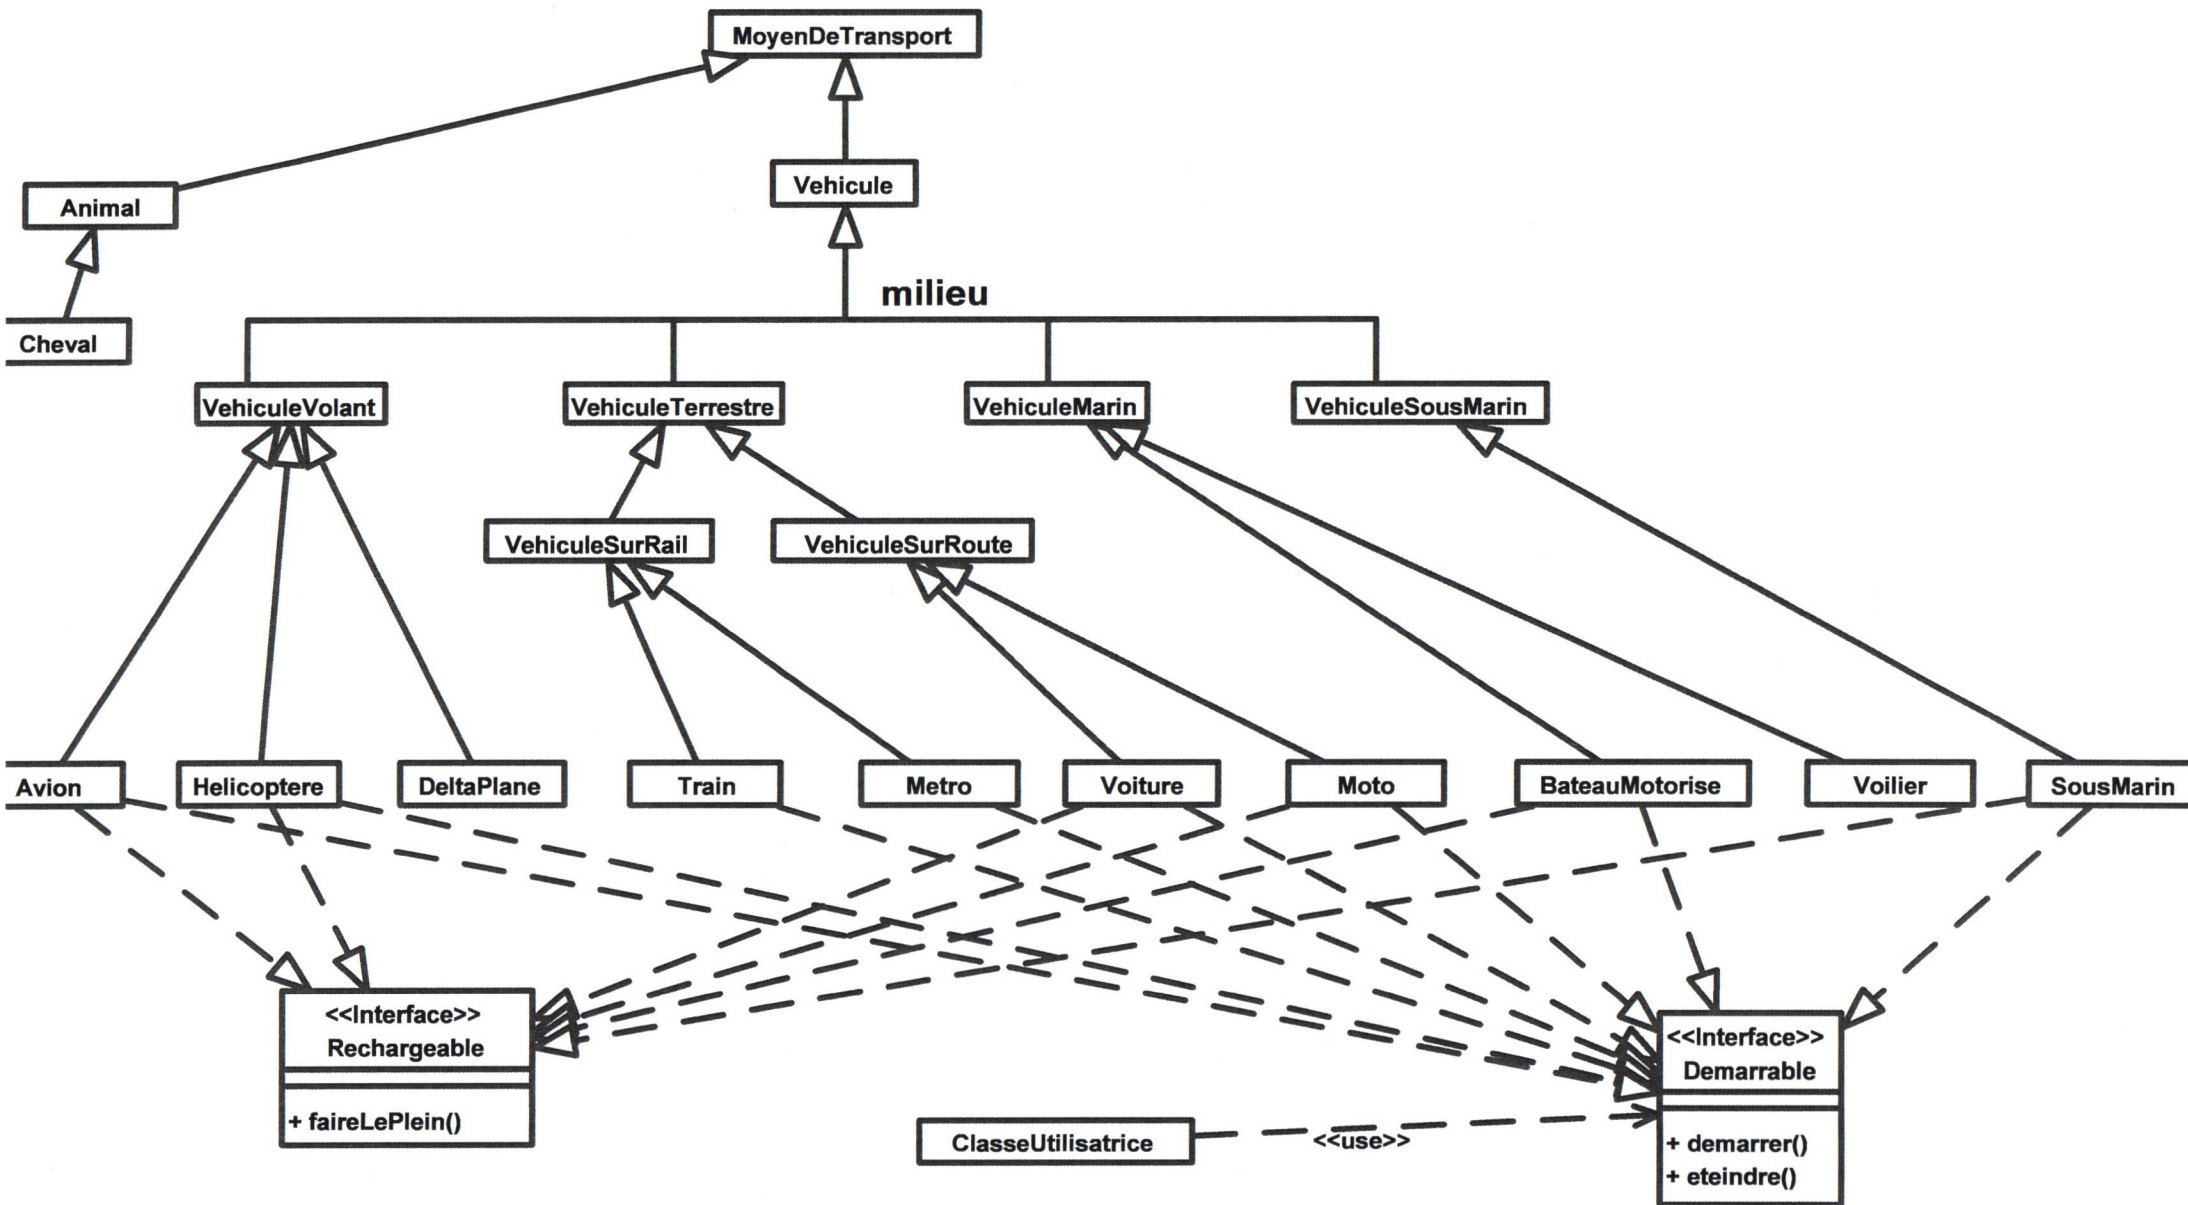 MoyenDeTransport
Vehicule
Animal
milieu
Cheval
VehiculeVolant
VehiculeTerrestre
VehiculeMarin
VehiculeSousMarin
VehiculeSurRail
VehiculeSurRoute
Avion
Helicoptere
DeltaPlane
Train
Metro
Voiture
Moto
BateauMotorise
Voilier
SousMarin
<<Interface>>
Rechargeable
+ faireLePlein()
<<Interface>>
Demarrable
+ demarrer()
+ eteindre()
ClasseUtilisatrice
<<use>>